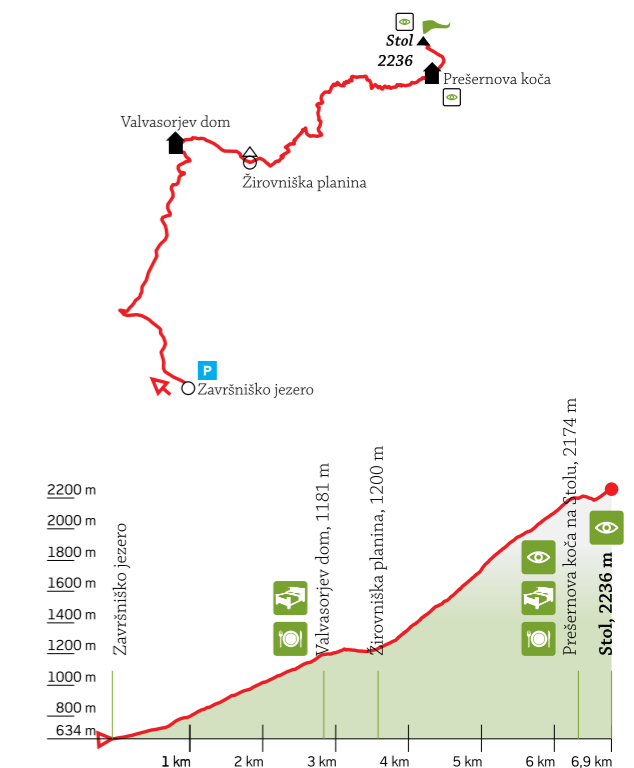 Stol
2236
Prešernova koča
Valvasorjev dom
Žirovniška planina
P
Završniško jezero
2200 m
2000 m
1800 m
1600 m
1400 m
1200 m
1000 m
800 m
634 m
Završniško jezero
Valvasorjev dom, 1181 m
Žirovniška planina, 1200 m
Prešernova koča na Stolu, 2174 m
Stol, 2236 m
1 km
2 km
3 km
4 km
5 km
6 km
6,9 km